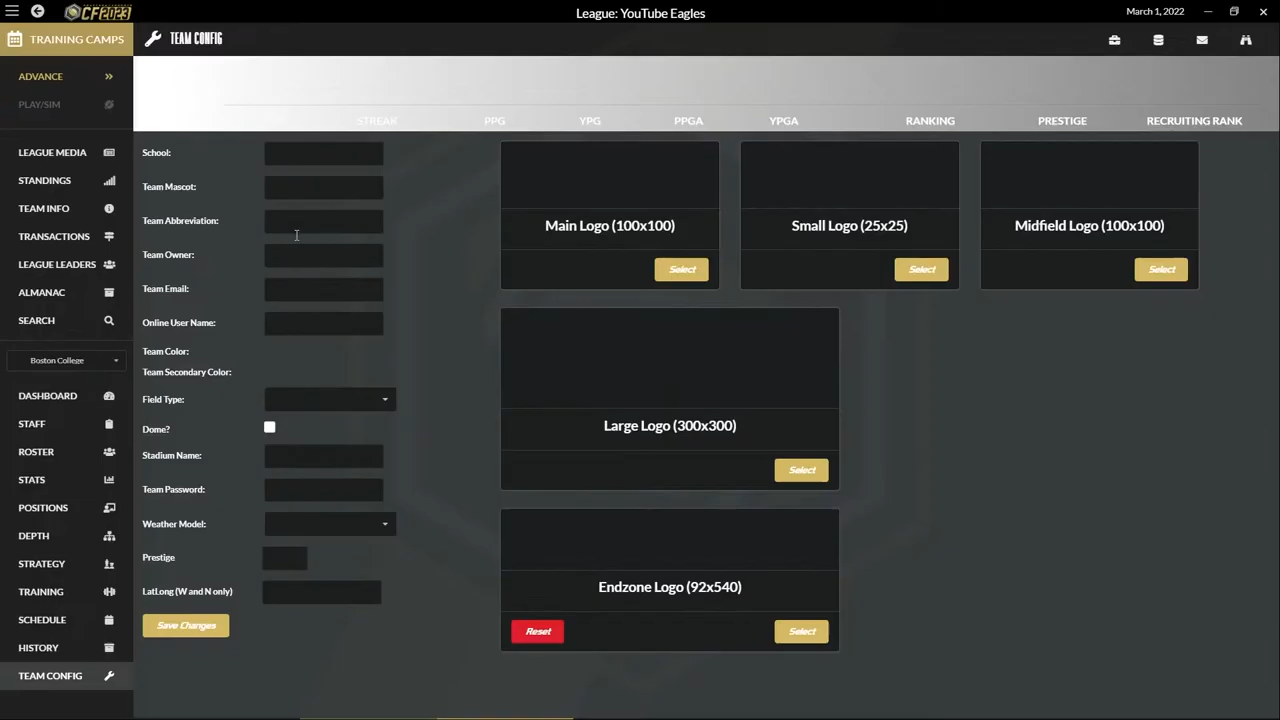 CF2023
League: YouTube Eagles
March 1, 2022
TRAINING CAMPS
TEAM CONFIG
ADVANCE
PLAY/SIM
STREAK
PPG
YPG
PPGA
YPGA
RANKING
PRESTIGE
RECRUITING RANK
LEAGUE MEDIA
STANDINGS
TEAM INFO
TRANSACTIONS
LEAGUE LEADERS
ALMANAC
SEARCH
Boston College
DASHBOARD
STAFF
ROSTER
STATS
POSITIONS
DEPTH
STRATEGY
TRAINING
SCHEDULE
HISTORY
TEAM CONFIG
School:
Team Mascot:
Team Abbreviation:
Team Owner:
Team Email:
Online User Name:
Team Color:
Team Secondary Color:
Field Type:
Dome?
Stadium Name:
Team Password:
Weather Model:
Prestige
LatLong (W and N only)
Save Changes
Main Logo (100x100)
Select
Small Logo (25x25)
Select
Midfield Logo (100x100)
Select
Large Logo (300x300)
Select
Endzone Logo (92x540)
Reset
Select